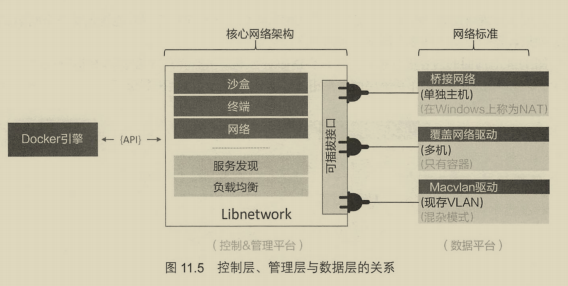 核心网络架构
网络标准
Docker引擎
{API}
沙盒
终端
网络
服务发现
负载均衡
Libnetwork
可插拔接口
桥接网络
(单独主机)
(在Windows上称为NAT)
覆盖网络驱动
(多机)
(只有容器)
Macvlan驱动
(现存VLAN)
(混杂模式)
(控制&管理平台)
(数据平台)
图 11.5 控制层、管理层与数据层的关系